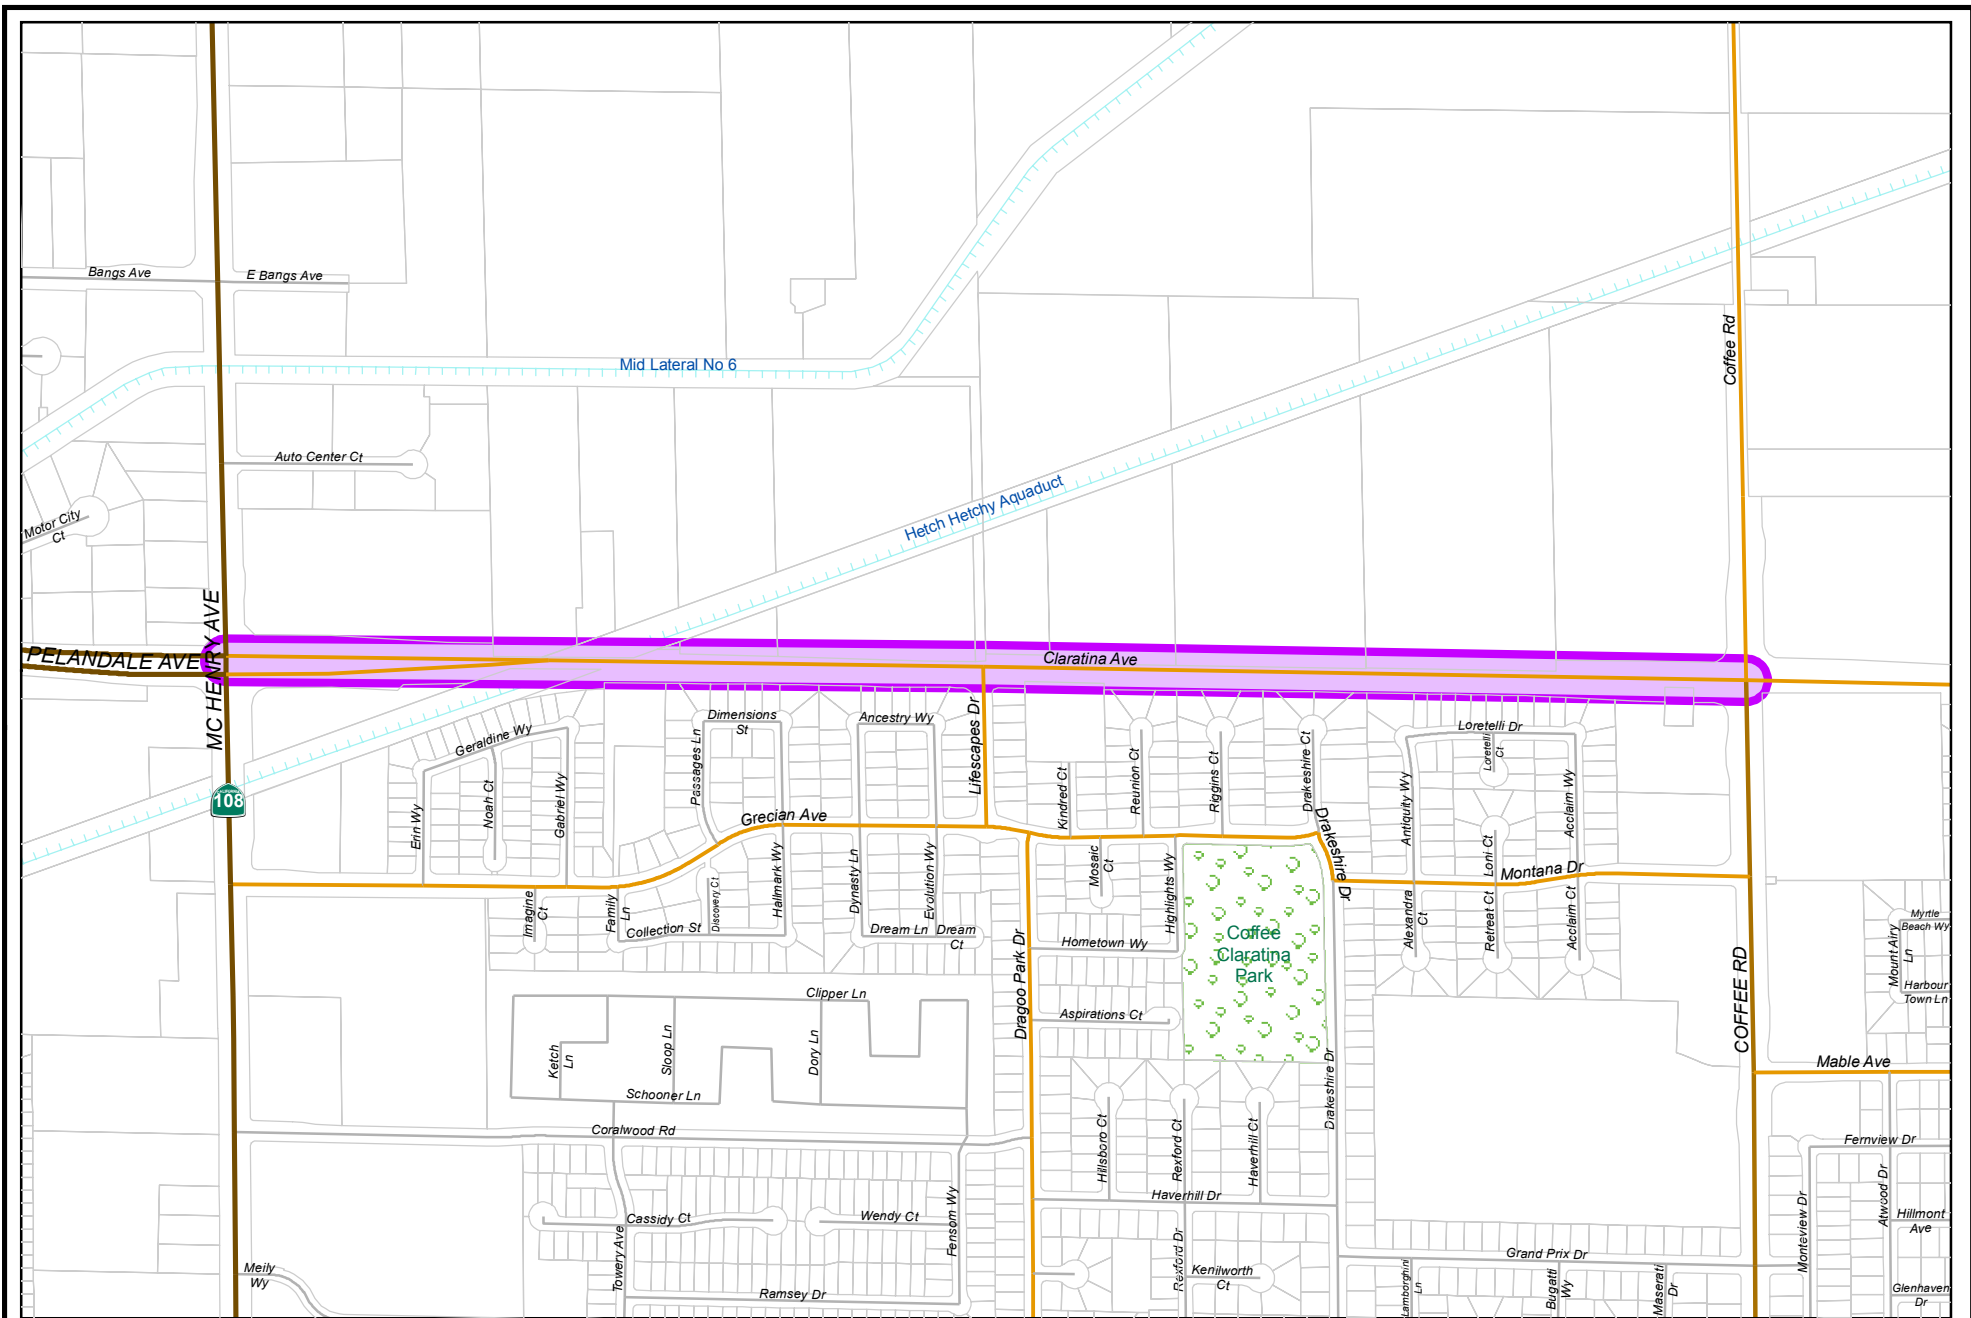 Bangs Ave
E Bangs Ave
Coffee Rd
Mid Lateral No 6
Auto Center Ct
Hetch Hetchy Aquaduct
Motor City
Ct
PELANDALE AVE
MC HENRY AVE
Claratina Ave
CALIFORNIA
108
Geraldine Wy
Erin Wy
Noah Ct
Gabriel Wy
Passages Ln
Dimensions
St
Ancestry Wy
Lifescapes Dr
Kindred Ct
Reunion Ct
Riggins Ct
Drakeshire Ct
Drakeshire Dr
Antiquity Wy
Loretelli Dr
Loretelli
Ct
Acclaim Wy
Grecian Ave
Imagine
Ct
Family
Ln
Collection St
Discovery Ct
Hallmark Wy
Dynasty Ln
Evolution Wy
Dream Ln
Dream
Ct
Mosaic
Ct
Highlights Wy
Loni Ct
Montana Dr
Alexandra
Ct
Retreat Ct
Acclaim Ct
Hometown Wy
Coffee
Claratina
Park
Dragoo Park Dr
Aspirations Ct
COFFEE RD
Myrtle
Beach Wy
Mount Airy
Ln
Harbour
Town Ln
Clipper Ln
Ketch
Ln
Sloop Ln
Dory Ln
Schooner Ln
Coralwood Rd
Drakeshire Dr
Mable Ave
Hillsboro Ct
Rexford Ct
Haverhill Ct
Haverhill Dr
Fernview Dr
Atwood Dr
Monteview Dr
Hillmont
Ave
Cassidy Ct
Wendy Ct
Fensom Wy
Towery Ave
Rexford Dr
Kenilworth
Ct
Grand Prix Dr
Lamborghini
Ln
Bugatti
Wy
Maserati
Dr
Glenhaven
Dr
Meily
Wy
Ramsey Dr